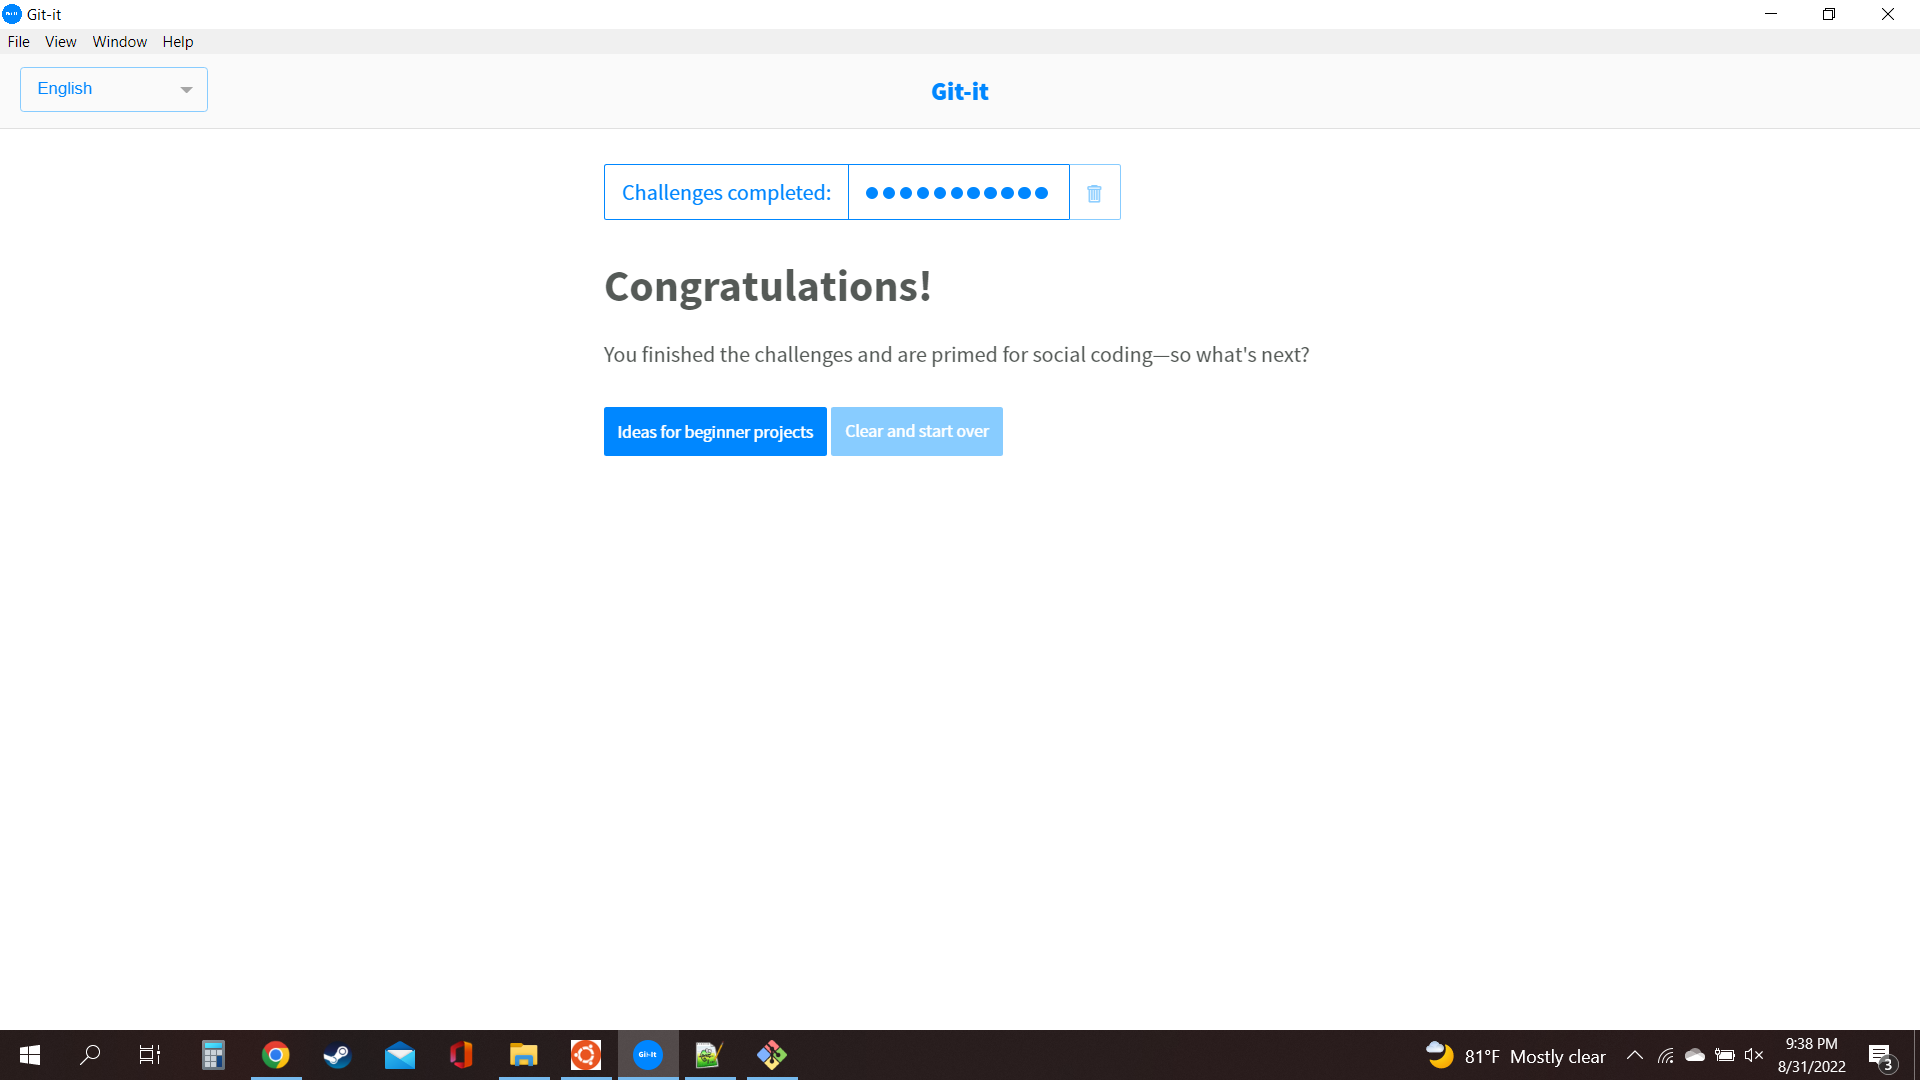 Git-it
File View Window Help
English
Git-it
Challenges completed:
Congratulations!
You finished the challenges and are primed for social coding—so what's next?
Ideas for beginner projects
Clear and start over
Git-It
81°F Mostly clear
9:38 PM
8/31/2022
3